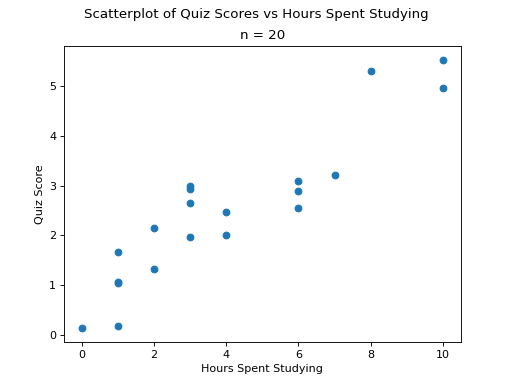 Scatterplot of Quiz Scores vs Hours Spent Studying
n = 20
5
4
3
2
1
0
Quiz Score
0 2 4 6 8 10
Hours Spent Studying